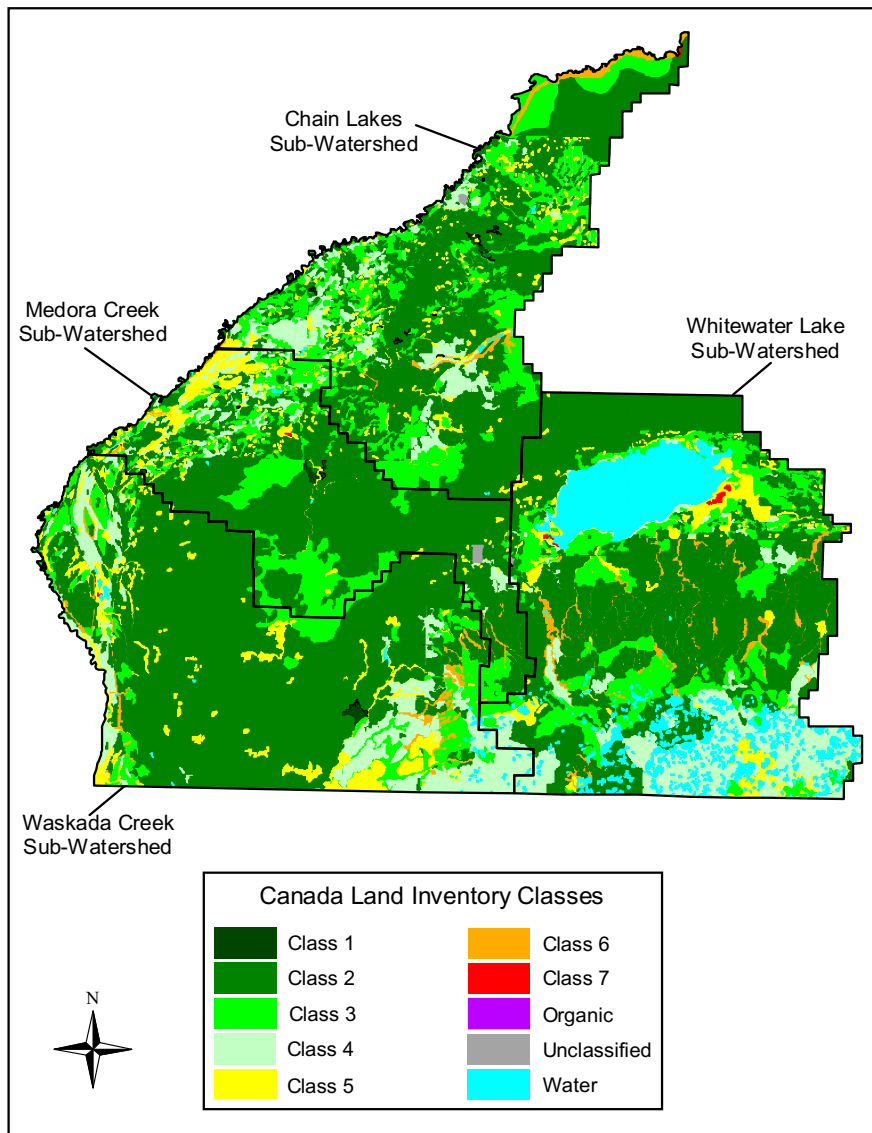 Chain Lakes
Sub-Watershed
Medora Creek
Sub-Watershed
Whitewater Lake
Sub-Watershed
Waskada Creek
Sub-Watershed
Canada Land Inventory Classes
Class 1
Class 2
Class 3
Class 4
Class 5
Class 6
Class 7
Organic
Unclassified
Water
N